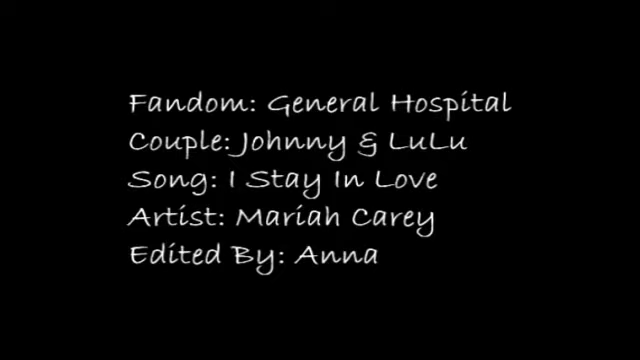 Fandom: General Hospital
Couple: Johnny & LuLu
Song: I Stay In Love
Artist: Mariah Carey
Edited By: Anna